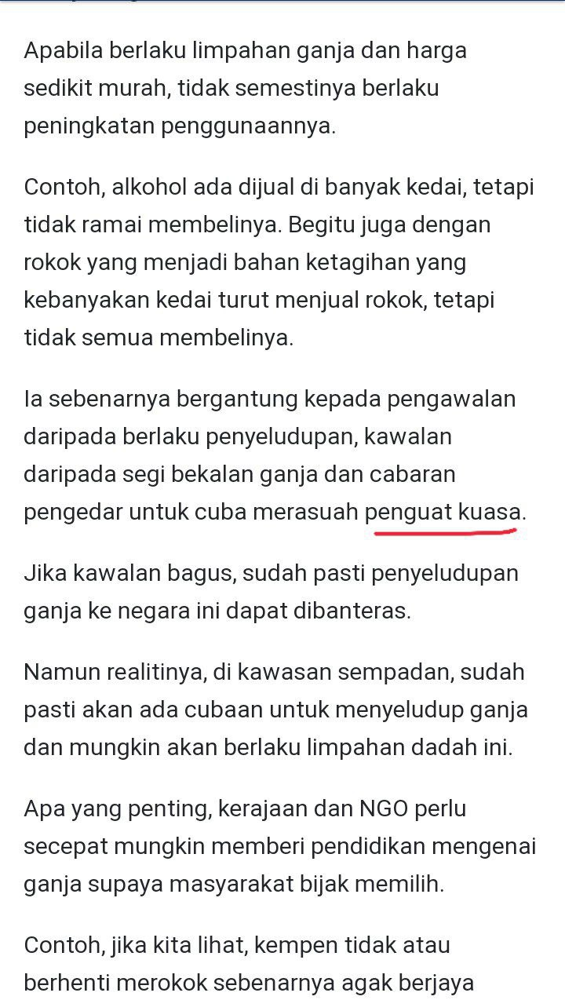 Apabila berlaku limpahan ganja dan harga
sedikit murah, tidak semestinya berlaku
peningkatan penggunaannya.
Contoh, alkohol ada dijual di banyak kedai, tetapi
tidak ramai membelinya. Begitu juga dengan
rokok yang menjadi bahan ketagihan yang
kebanyakan kedai turut menjual rokok, tetapi
tidak semua membelinya.
Ia sebenarnya bergantung kepada pengawalan
daripada berlaku penyeludupan, kawalan
daripada segi bekalan ganja dan cabaran
pengedar untuk cuba merasuah penguat kuasa.
Jika kawalan bagus, sudah pasti penyeludupan
ganja ke negara ini dapat dibanteras.
Namun realitinya, di kawasan sempadan, sudah
pasti akan ada cubaan untuk menyeludup ganja
dan mungkin akan berlaku limpahan dadah ini.
Apa yang penting, kerajaan dan NGO perlu
secepat mungkin memberi pendidikan mengenai
ganja supaya masyarakat bijak memilih.
Contoh, jika kita lihat, kempen tidak atau
berhenti merokok sebenarnya agak berjaya